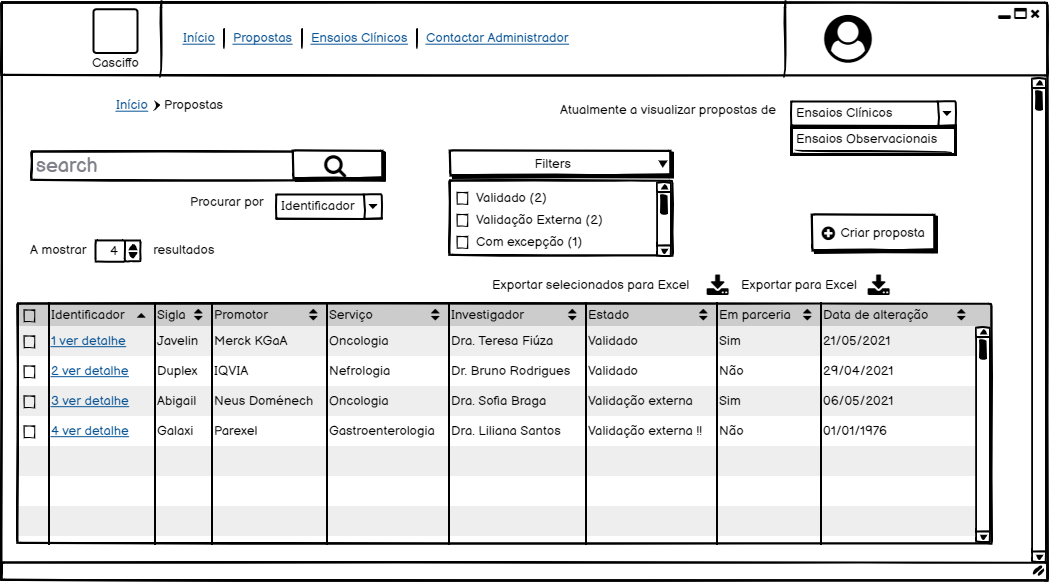 Casciffo
Início Propostas Ensaios Clínicos Contactar Administrador
Início Propostas
Atualmente a visualizar propostas de Ensaios Clínicos
Ensaios Observacionais
search
Filters
Procurar por Identificador
Validado (2)
Validação Externa (2)
Com excepção (1)
Criar proposta
A mostrar 4 resultados
Exportar selecionados para Excel Exportar para Excel
Identificador Sigla Promotor Serviço Investigador Estado Em parceria Data de alteração
1 ver detalhe Javelin Merck KGaA Oncologia Dra. Teresa Fiúza Validado Sim 21/05/2021
2 ver detalhe Duplex IQVIA Nefrologia Dr. Bruno Rodrigues Validado Não 29/04/2021
3 ver detalhe Abigail Neus Doménech Oncologia Dra. Sofia Braga Validação externa Sim 06/05/2021
4 ver detalhe Galaxi Parexel Gastroenterologia Dra. Liliana Santos Validação externa !! Não 01/01/1976